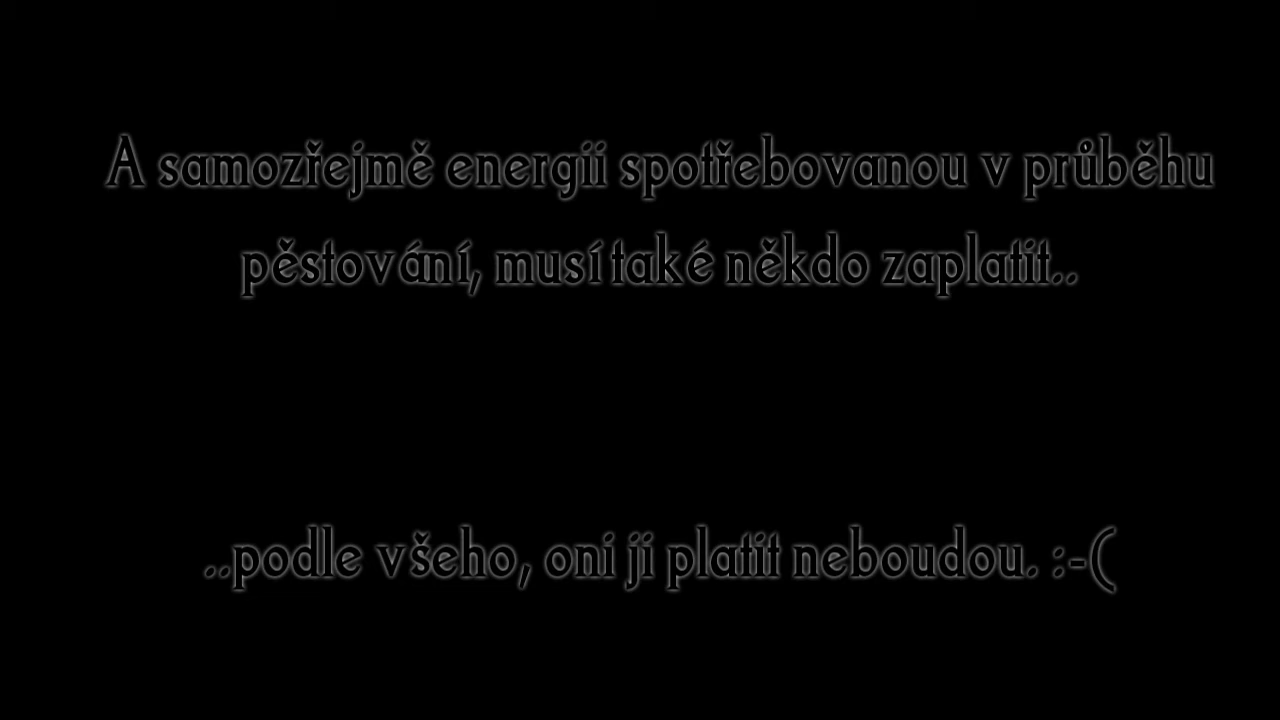 A samozřejmě energii spotřebovanou v průběhu
pěstování, musí také někdo zaplatit..
..podle všeho, oni ji platit neboudou. :-(